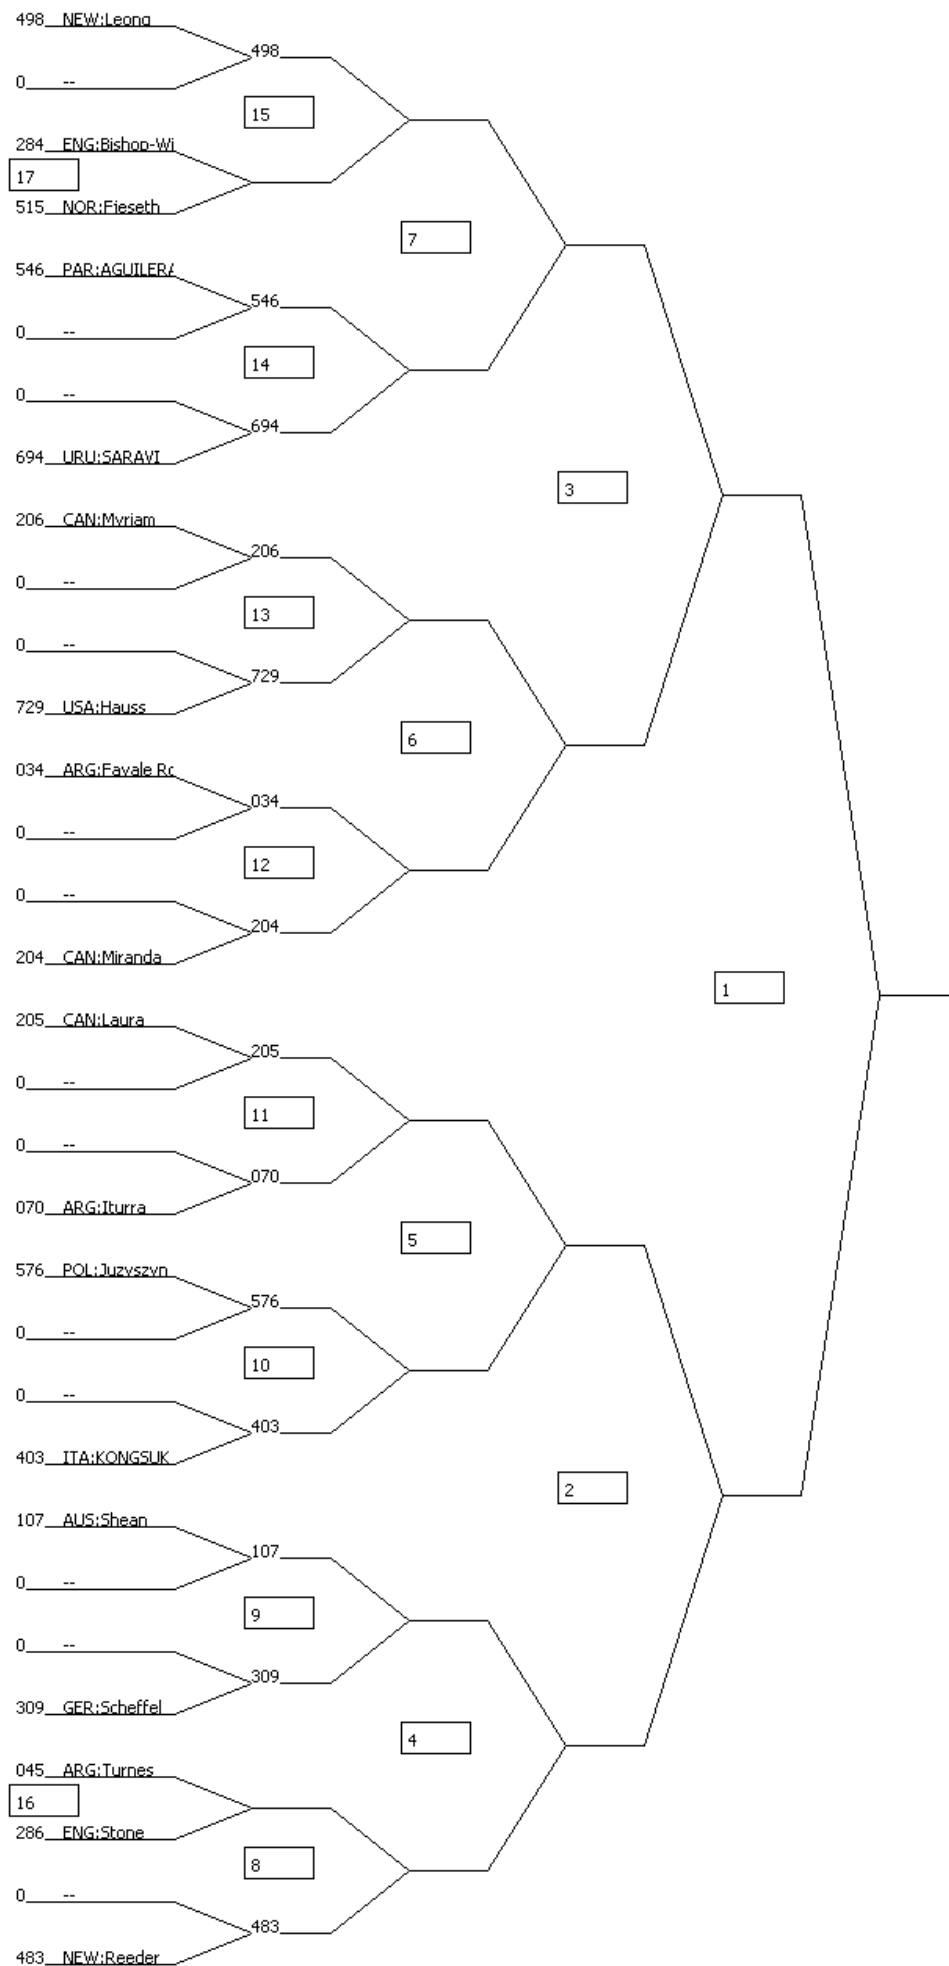 498 NEW:Leong
498
0 --
15
284 ENG:Bishop-Wi
17
515 NOR:Fieseth
7
546 PAR:AGUILERA
546
0 --
14
0 --
694
694 URU:SARAVI
3
206 CAN:Myriam
206
0 --
13
0 --
729
729 USA:Hauss
6
034 ARG:Favale Ro
034
0 --
12
0 --
204
204 CAN:Miranda
1
205 CAN:Laura
205
0 --
11
0 --
070
070 ARG:Iturra
5
576 POL:Juzyszyn
576
0 --
10
0 --
403
403 ITA:KONGSUK
2
107 AUS:Shean
107
0 --
9
0 --
309
309 GER:Scheffel
4
045 ARG:Turnes
16
286 ENG:Stone
8
0 --
483
483 NEW:Reeder